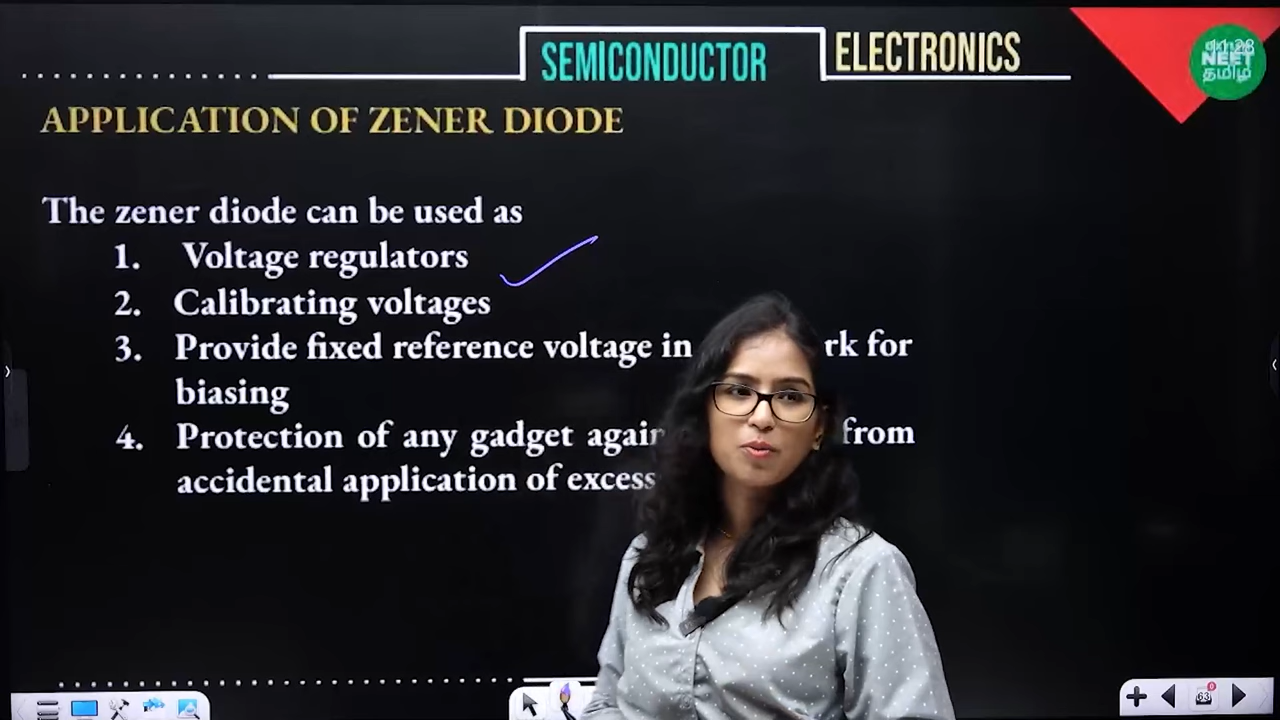 SEMICONDUCTOR ELECTRONICS
NEET
தமிழ்
APPLICATION OF ZENER DIODE
The zener diode can be used as
1. Voltage regulators
2. Calibrating voltages
3. Provide fixed reference voltage in rk for
biasing
4. Protection of any gadget from
accidental application of excess
63